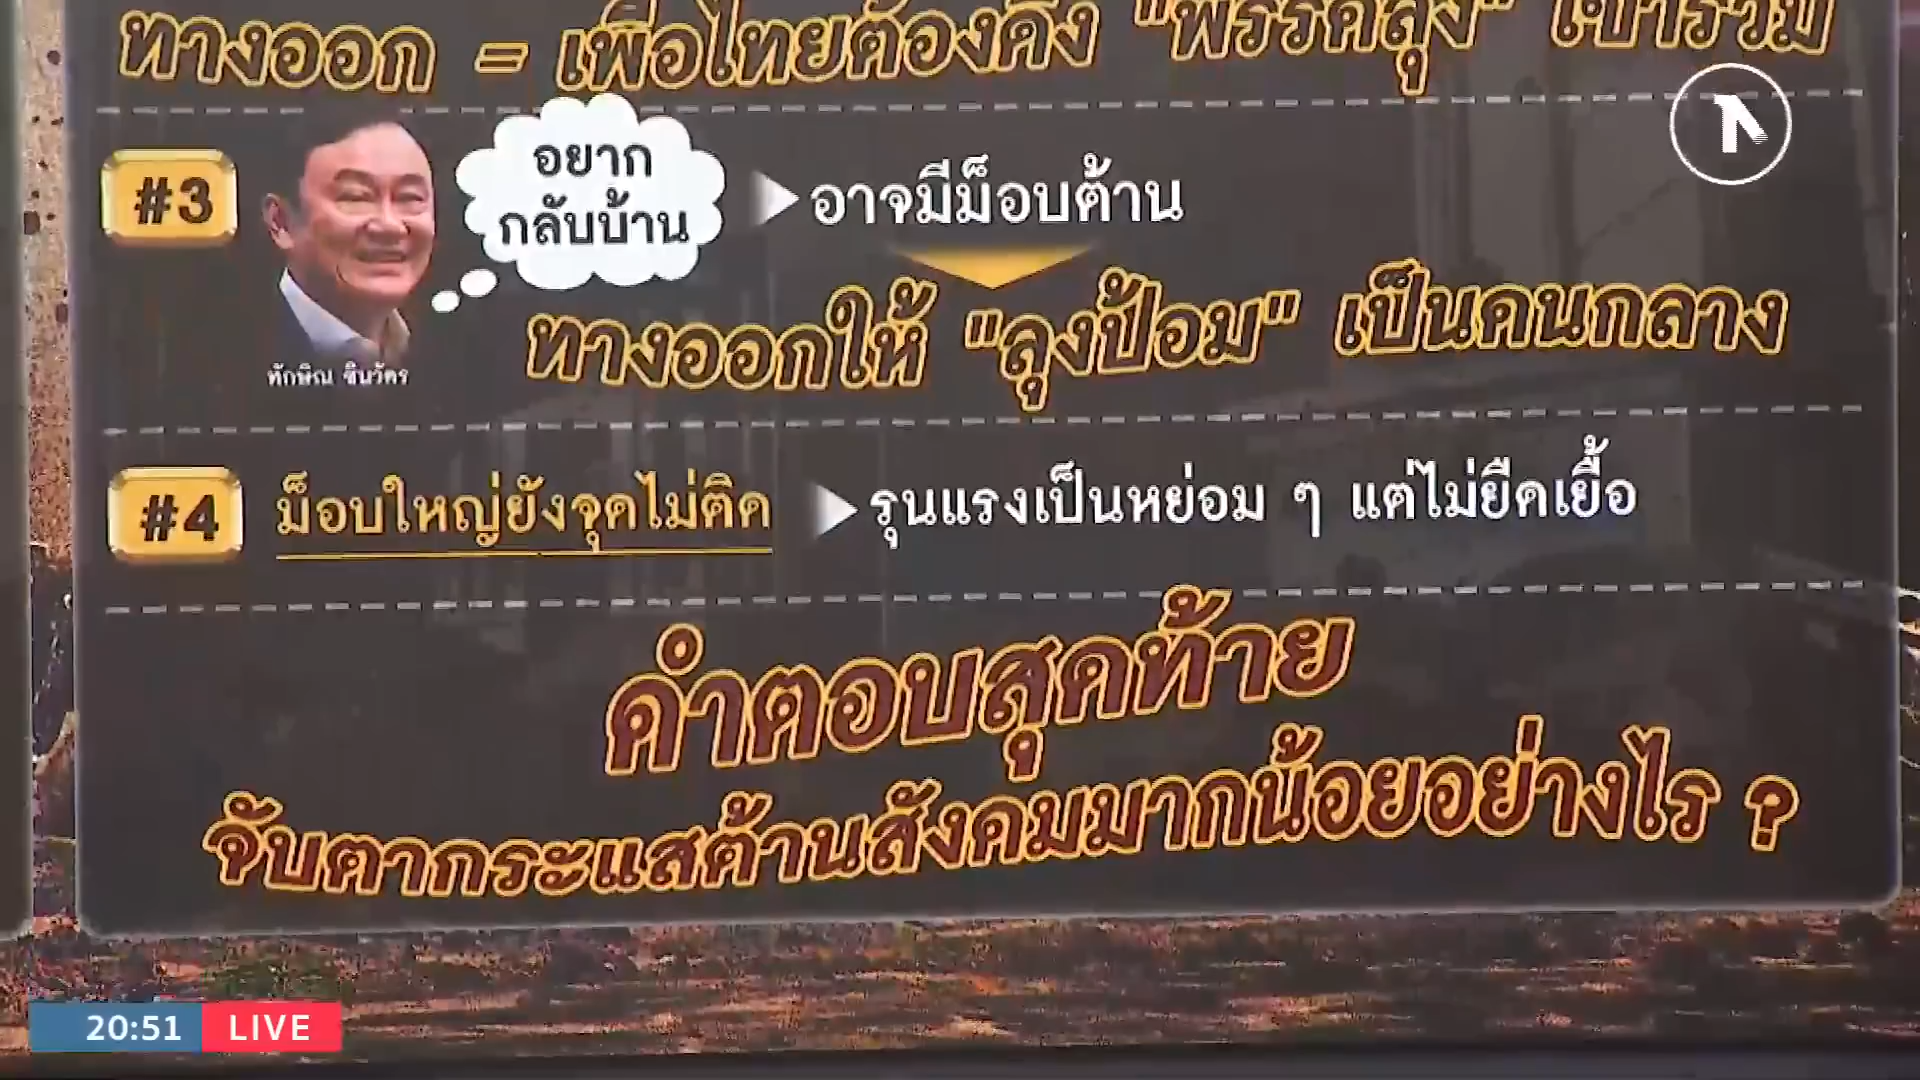 ทางออก = เพื่อไทยต้องดึง "พรรคลุง" เข้าร่วม
#3
อยาก
กลับบ้าน
อาจมีม็อบต้าน
ทางออกให้ "ลุงป้อม" เป็นคนกลาง
ทักษิณ ชินวัตร
#4 ม็อบใหญ่ยังจุดไม่ติด รุนแรงเป็นหย่อม ๆ แต่ไม่ยืดเยื้อ
คำตอบสุดท้าย
จับตากระแสต้านสังคมมากน้อยอย่างไร ?
20:51 LIVE